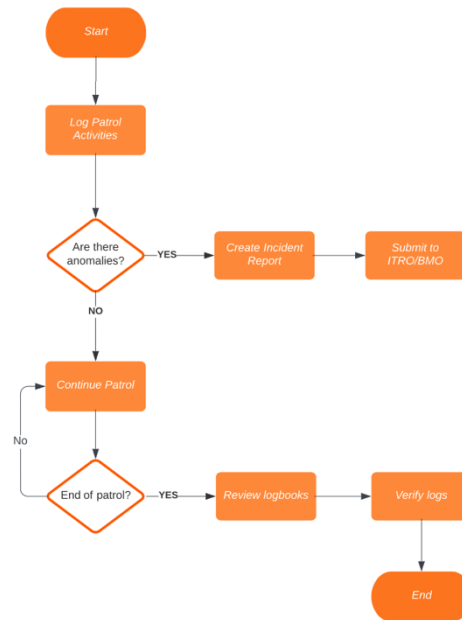 Start
Log Patrol
Activities
Are there
anomalies?
YES
Create Incident
Report
Submit to
ITRO/BMO
NO
Continue Patrol
No
End of patrol?
YES
Review logbooks
Verify logs
End